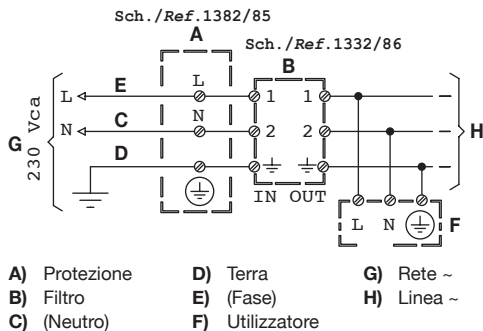 Sch./Ref.1382/85
A
Sch./Ref.1332/86
B
L
E
L
1
1
N
C
N
2
2
H
G
230 Vca
D
IN OUT
L
N
F
A) Protezione
B) Filtro
C) (Neutro)
D) Terra
E) (Fase)
F) Utilizzatore
G) Rete ~
H) Linea ~